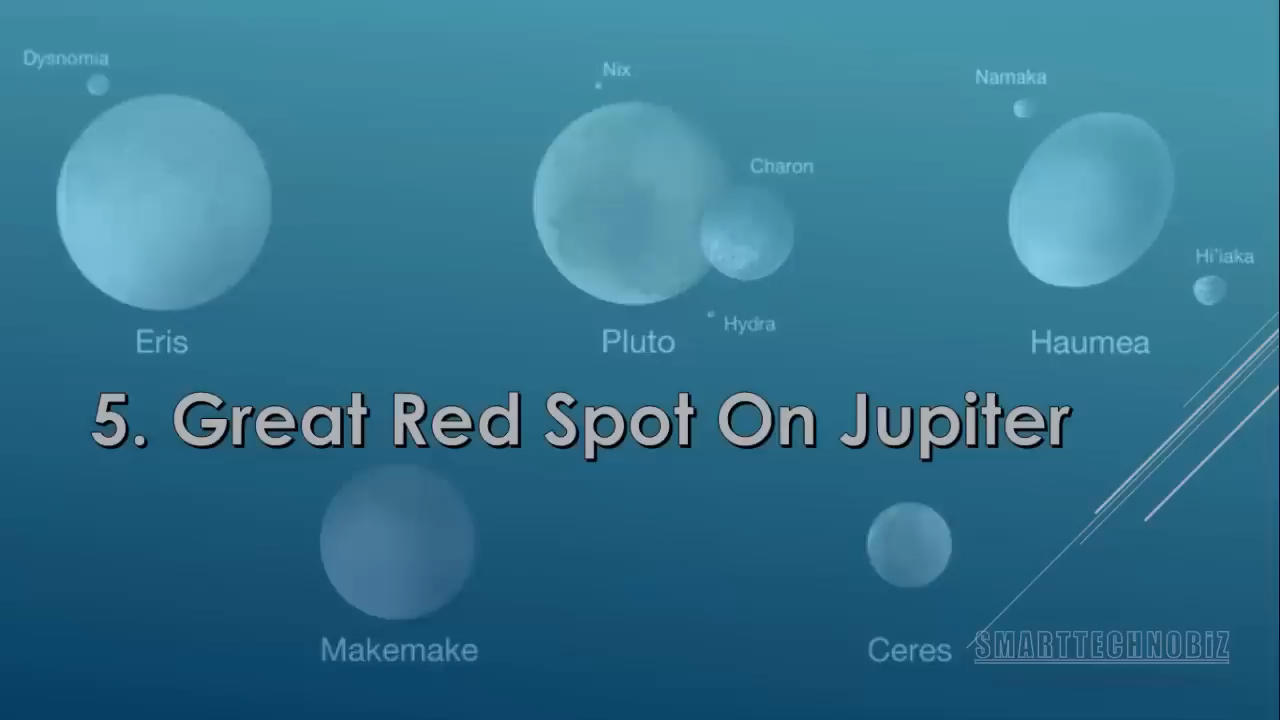 Dysnomia
Nix
Namaka
Charon
Hi'iaka
Hydra
Eris
Pluto
Haumea
5. Great Red Spot On Jupiter
Makemake
Ceres
SMARTTECHNOBiZ